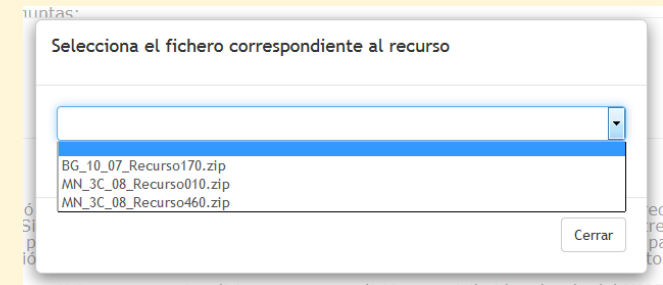 Selecciona el fichero correspondiente al recurso
BG_10_07_Recurso170.zip
MN_3C_08_Recurso010.zip
MN_3C_08_Recurso460.zip
Cerrar